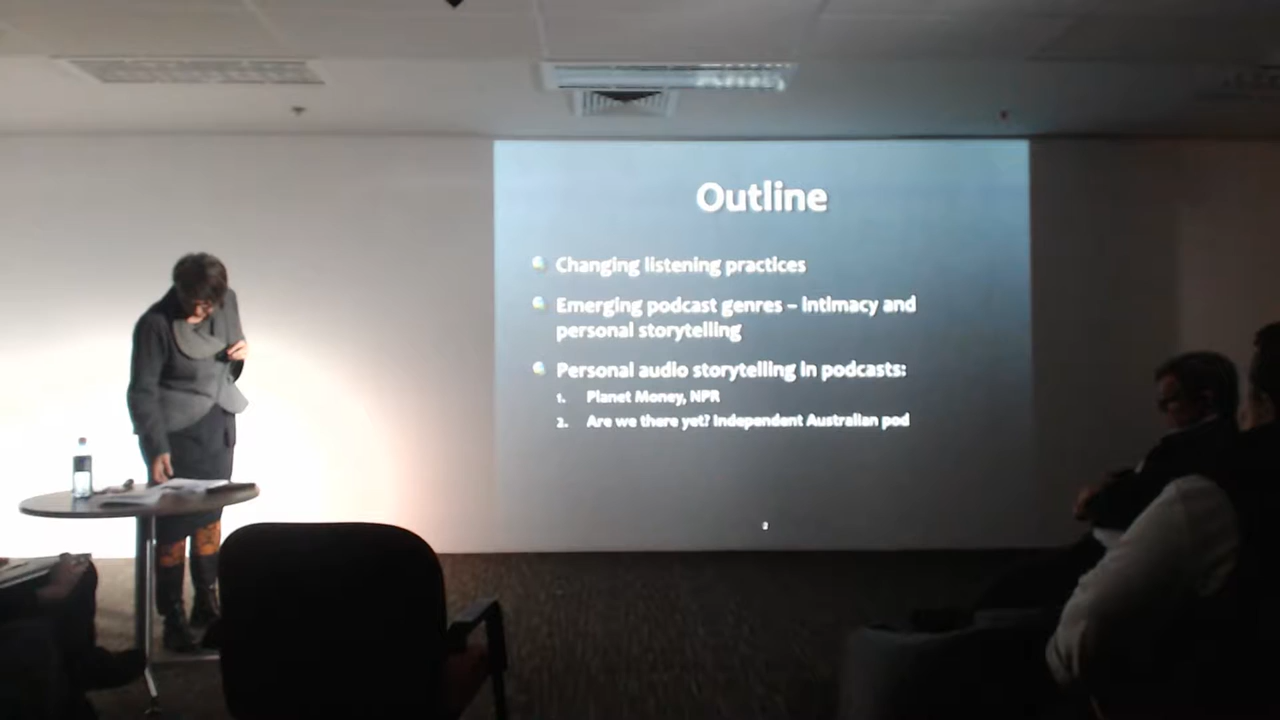 Outline
Changing listening practices
Emerging podcast genres – intimacy and
personal storytelling
Personal audio storytelling in podcasts:
1. Planet Money, NPR
2. Are we there yet? Independent Australian pod
2